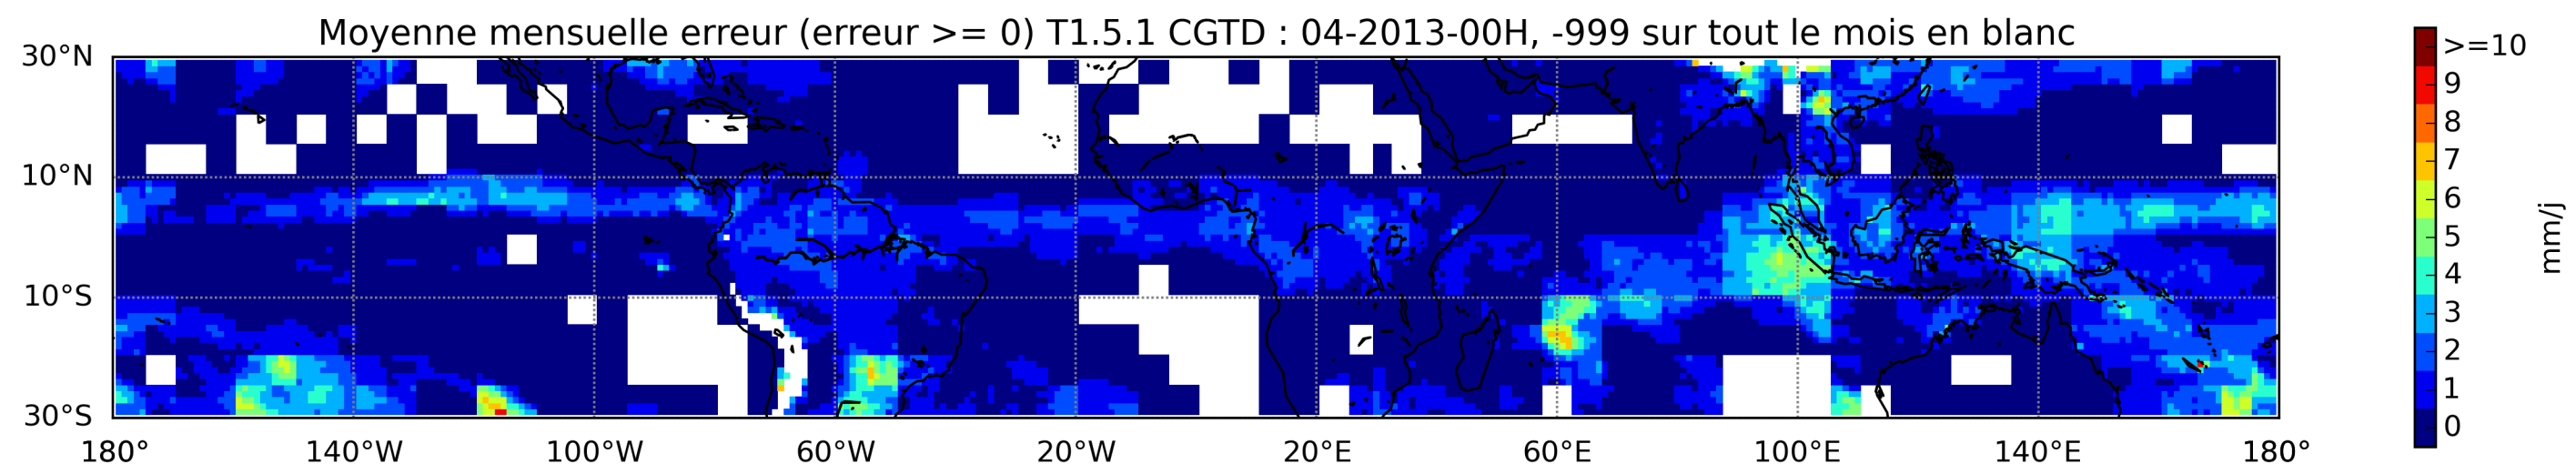 Moyenne mensuelle erreur (erreur >= 0) T1.5.1 CGTD : 04-2013-00H, -999 sur tout le mois en blanc
30°N
10°N
10°S
30°S
180° 140°W 100°W 60°W 20°W 20°E 60°E 100°E 140°E 180°
>=10
9
8
7
6
5
4
3
2
1
0
mm/j